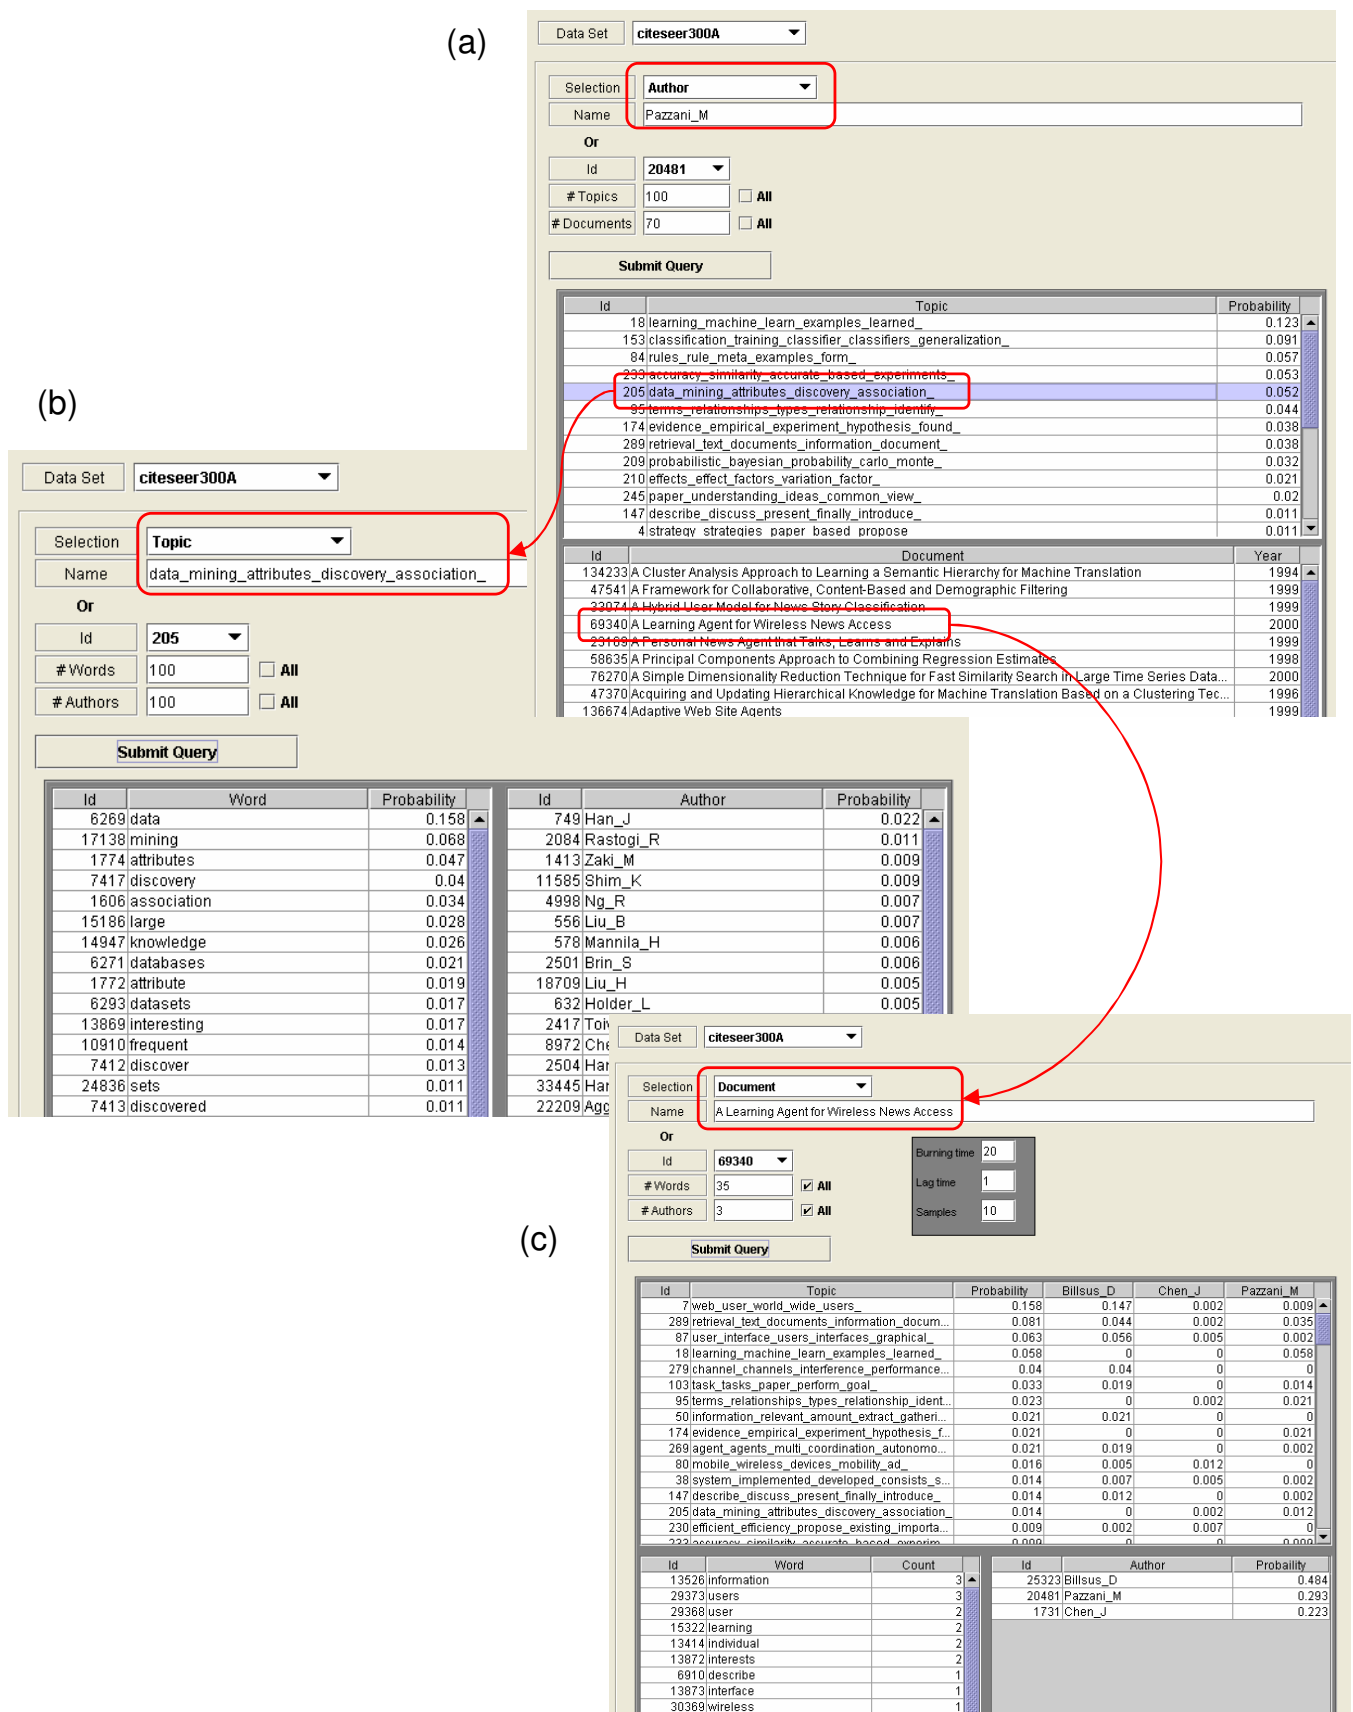 (a)
Data Set citeseer300A
Selection Author
Name Pazzani_M
Or
Id 20481
# Topics 100 All
# Documents 70 All
Submit Query
Id Topic Probability
18 learning_machine_learn_examples_learned_ 0.123
153 classification_training_classifier_classifiers_generalization_ 0.091
84 rules_rule_meta_examples_form_ 0.057
233 accuracy_similarity_accurate_based_experiments_ 0.053
205 data_mining_attributes_discovery_association_ 0.052
95 terms_relationships_types_relationship_identify_ 0.044
174 evidence_empirical_experiment_hypothesis_found_ 0.038
289 retrieval_text_documents_information_document_ 0.038
209 probabilistic_bayesian_probability_carlo_monte_ 0.032
210 effects_effect_factors_variation_factor_ 0.021
245 paper_understanding_ideas_common_view_ 0.02
147 describe_discuss_present_finally_introduce_ 0.011
4 strategy_strategies_paper_based_propose 0.011
Id Document Year
134233 A Cluster Analysis Approach to Learning a Semantic Hierarchy for Machine Translation 1994
47541 A Framework for Collaborative, Content-Based and Demographic Filtering 1999
33074 A Hybrid User Model for News Story Classification 1999
69340 A Learning Agent for Wireless News Access 2000
23189 A Personal News Agent that Talks, Learns and Explains 1999
58635 A Principal Components Approach to Combining Regression Estimates 1998
76270 A Simple Dimensionality Reduction Technique for Fast Similarity Search in Large Time Series Data... 2000
47370 Acquiring and Updating Hierarchical Knowledge for Machine Translation Based on a Clustering Tec... 1996
136674 Adaptive Web Site Agents 1999
(b)
Data Set citeseer300A
Selection Topic
Name data_mining_attributes_discovery_association_
Or
Id 205
# Words 100 All
# Authors 100 All
Submit Query
Id Word Probability
6269 data 0.158
17138 mining 0.068
1774 attributes 0.047
7417 discovery 0.04
1606 association 0.034
15186 large 0.028
14947 knowledge 0.026
6271 databases 0.021
1772 attribute 0.019
6293 datasets 0.017
13869 interesting 0.017
10910 frequent 0.014
7412 discover 0.013
24836 sets 0.011
7413 discovered 0.011
Id Author Probability
749 Han_J 0.022
2084 Rastogi_R 0.011
1413 Zaki_M 0.009
11585 Shim_K 0.009
4998 Ng_R 0.007
556 Liu_B 0.007
578 Mannila_H 0.006
2501 Brin_S 0.006
18709 Liu_H 0.005
632 Holder_L 0.005
2417 Toiv
8972 Che
2504 Har
33445 Har
22209 Agg
(c)
Data Set citeseer300A
Selection Document
Name A Learning Agent for Wireless News Access
Or
Id 69340
# Words 35 All
# Authors 3 All
Burning time 20
Lag time 1
Samples 10
Submit Query
Id Topic Probability Billsus_D Chen_J Pazzani_M
7 web_user_world_wide_users_ 0.158 0.147 0.002 0.009
289 retrieval_text_documents_information_docum... 0.081 0.044 0.002 0.035
87 user_interface_users_interfaces_graphical_ 0.063 0.056 0.005 0.002
18 learning_machine_learn_examples_learned_ 0.058 0 0 0.058
279 channel_channels_interference_performance... 0.04 0.04 0 0
103 task_tasks_paper_perform_goal_ 0.033 0.019 0 0.014
95 terms_relationships_types_relationship_ident... 0.023 0 0.002 0.021
50 information_relevant_amount_extract_gatheri... 0.021 0.021 0 0
174 evidence_empirical_experiment_hypothesis_f... 0.021 0 0 0.021
269 agent_agents_multi_coordination_autonomo... 0.021 0.019 0 0.002
80 mobile_wireless_devices_mobility_ad_ 0.016 0.005 0.012 0
38 system_implemented_developed_consists_s... 0.014 0.007 0.005 0.002
147 describe_discuss_present_finally_introduce_ 0.014 0.012 0 0.002
205 data_mining_attributes_discovery_association_ 0.014 0 0.002 0.012
230 efficient_efficiency_propose_existing_importa... 0.009 0.002 0.007 0
233 accuracy_similarity_accurate_based_experim... 0.009 0 0 0.009
Id Word Count
13526 information 3
29373 users 3
29368 user 2
15322 learning 2
13414 individual 2
13872 interests 2
6910 describe 1
13873 interface 1
30369 wireless 1
Id Author Probaility
25323 Billsus_D 0.484
20481 Pazzani_M 0.293
1731 Chen_J 0.223